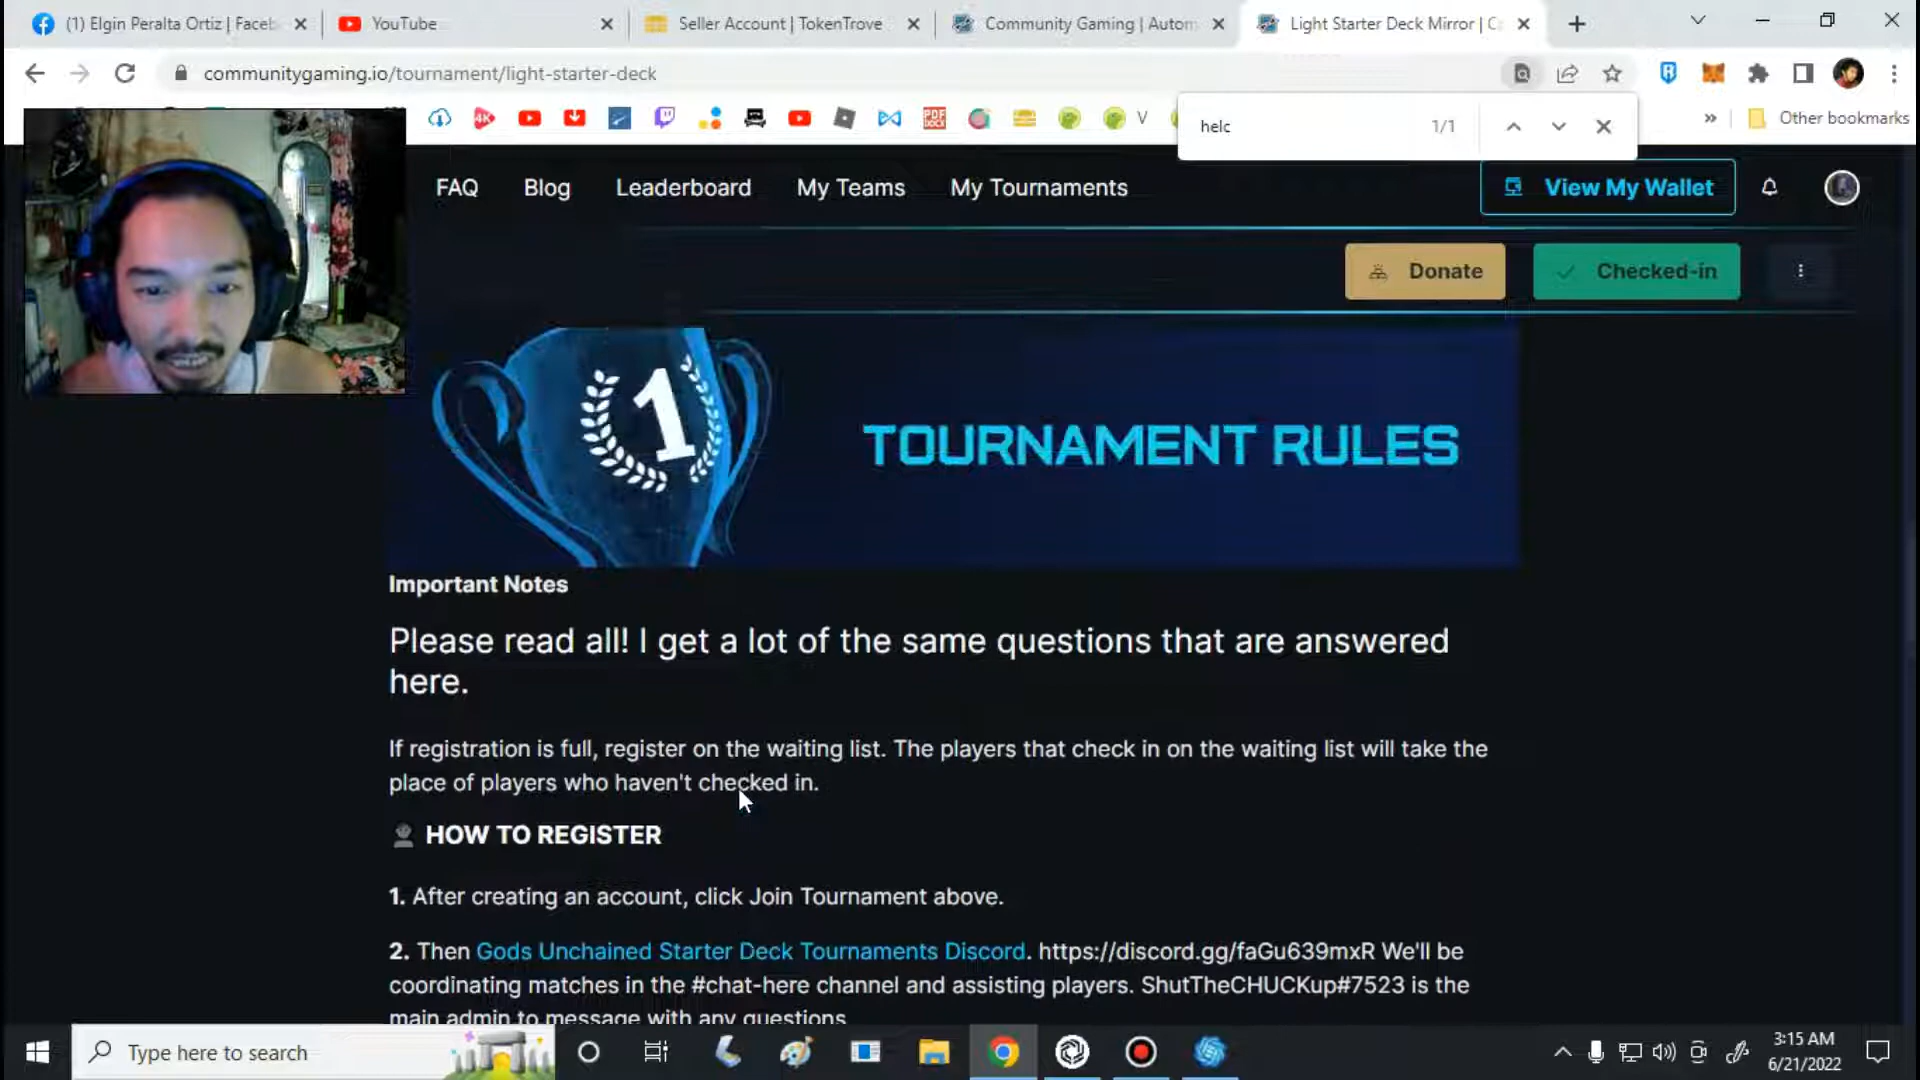 (1) Elgin Peralta Ortiz | Faceb
YouTube
Seller Account | TokenTrove
Community Gaming | Autom
Light Starter Deck Mirror | Ca
communitygaming.io/tournament/light-starter-deck
4K
PDF
DOCX
V
Other bookmarks
helc
1/1
FAQ
Blog
Leaderboard
My Teams
My Tournaments
View My Wallet
Donate
Checked-in
1
TOURNAMENT RULES
Important Notes
Please read all! I get a lot of the same questions that are answered
here.
If registration is full, register on the waiting list. The players that check in on the waiting list will take the
place of players who haven't checked in.
HOW TO REGISTER
1. After creating an account, click Join Tournament above.
2. Then Gods Unchained Starter Deck Tournaments Discord. https://discord.gg/faGu639mxR We'll be
coordinating matches in the #chat-here channel and assisting players. ShutTheCHUCKup#7523 is the
main admin to message with any questions
Type here to search
3:15 AM
6/21/2022